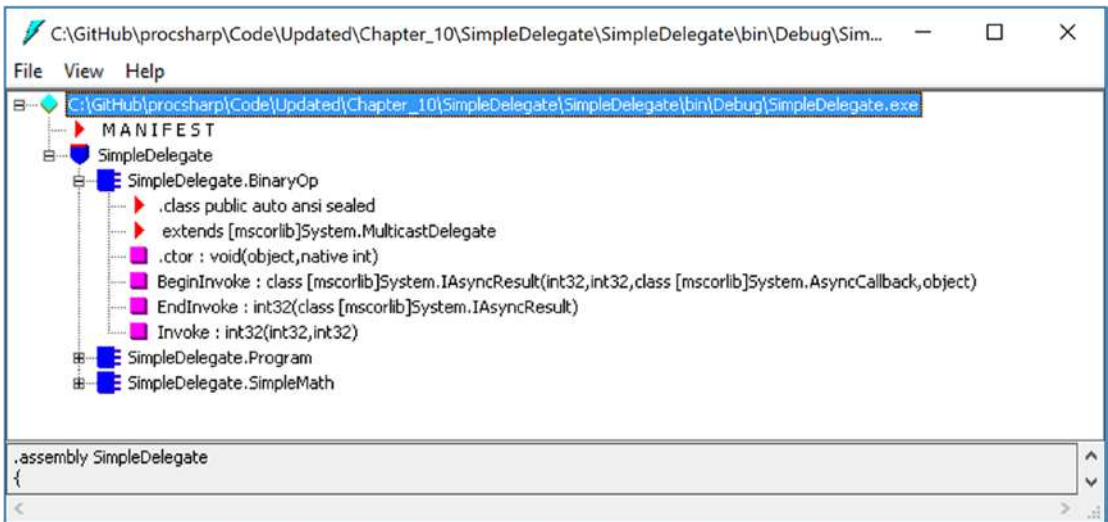 C:\GitHub\procsharp\Code\Updated\Chapter_10\SimpleDelegate\SimpleDelegate\bin\Debug\Sim...
File View Help
C:\GitHub\procsharp\Code\Updated\Chapter_10\SimpleDelegate\SimpleDelegate\bin\Debug\SimpleDelegate.exe
M A N I F E S T
SimpleDelegate
SimpleDelegate.BinaryOp
.class public auto ansi sealed
extends [mscorlib]System.MulticastDelegate
.ctor : void(object,native int)
BeginInvoke : class [mscorlib]System.IAsyncResult(int32,int32,class [mscorlib]System.AsyncCallback,object)
EndInvoke : int32(class [mscorlib]System.IAsyncResult)
Invoke : int32(int32,int32)
SimpleDelegate.Program
SimpleDelegate.SimpleMath
.assembly SimpleDelegate
{